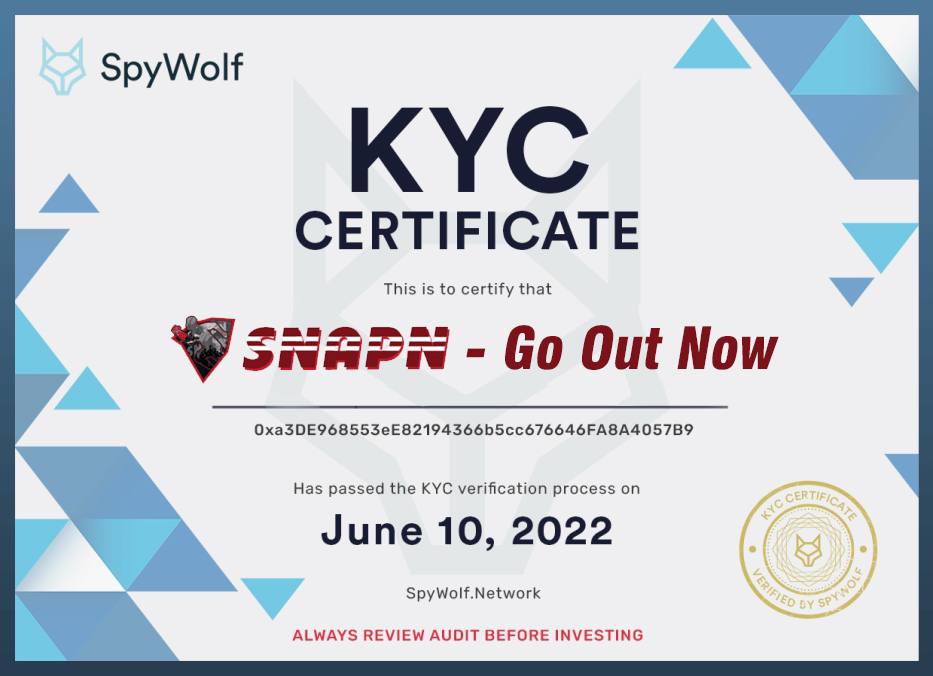 SpyWolf
KYC
CERTIFICATE
This is to certify that
SNAPN - Go Out Now
0xa3DE968553eE82194366b5cc676646FA8A4057B9
Has passed the KYC verification process on
June 10, 2022
KYC CERTIFICATE
VERIFIED BY SPYWOLF
SpyWolf.Network
ALWAYS REVIEW AUDIT BEFORE INVESTING